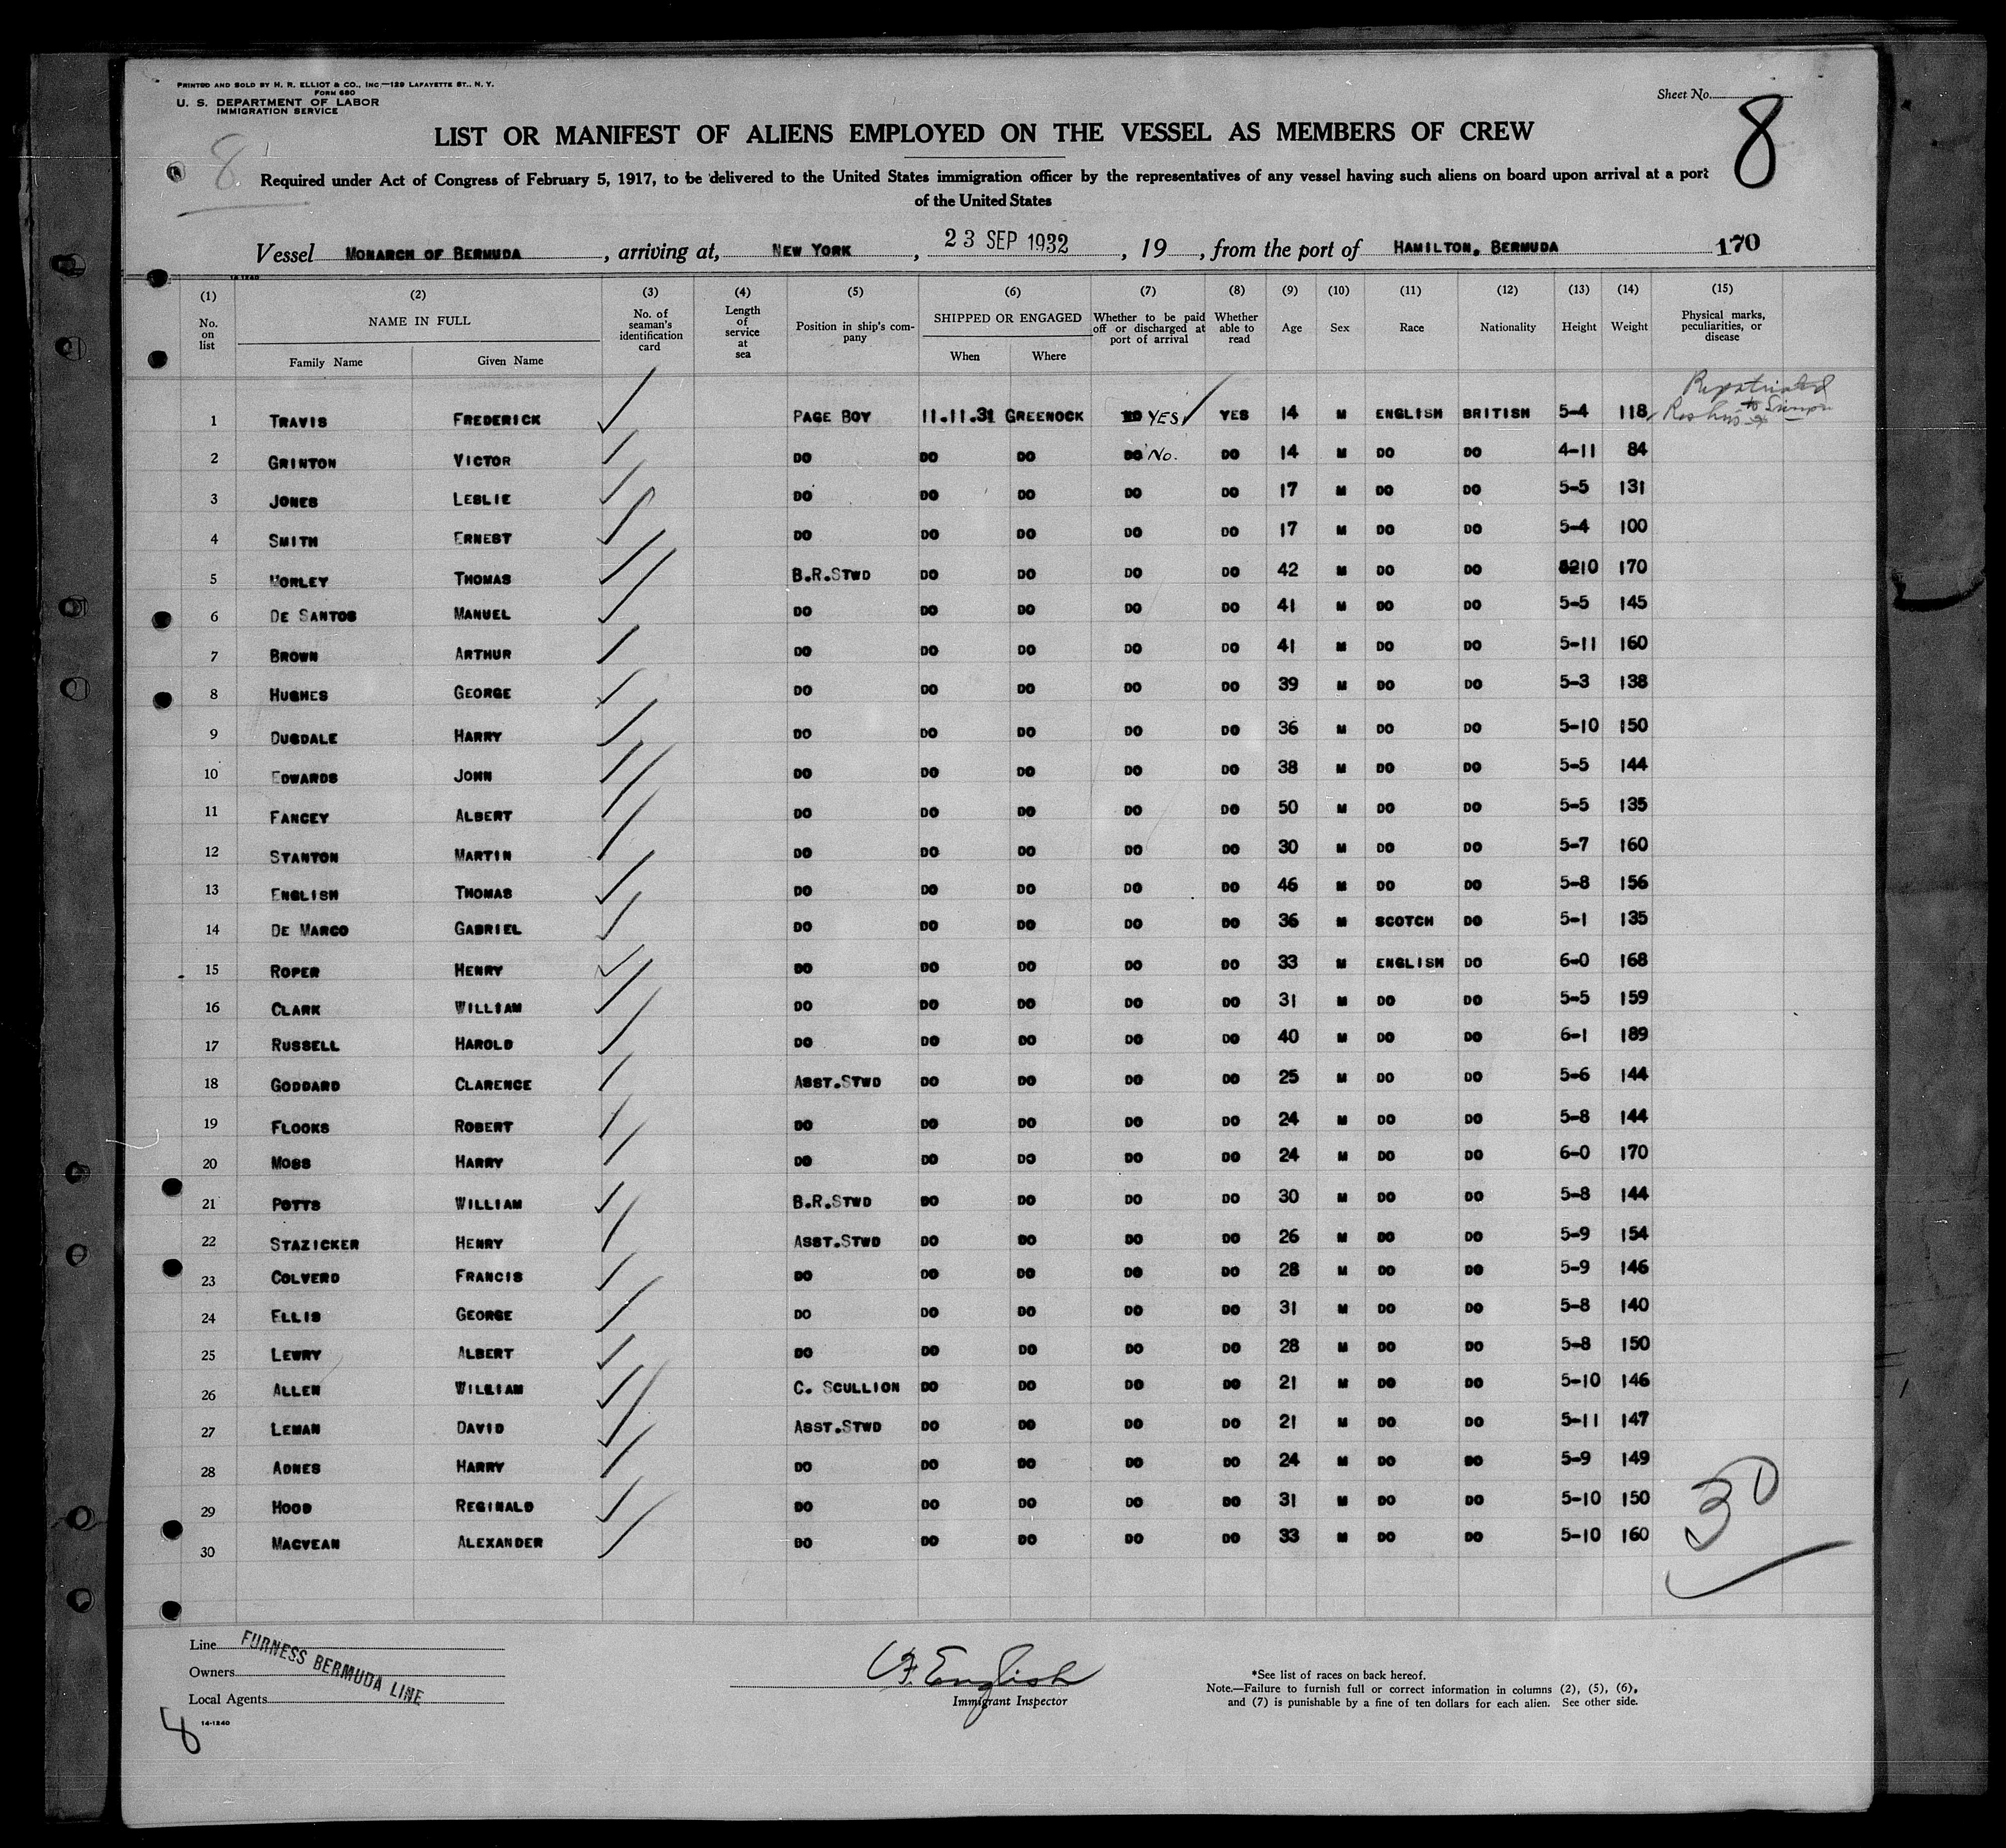 PRINTED AND SOLD BY H. R. ELLIOT & CO., INC—129 LAFAYETTE ST., N. Y.
FORM 680
U. S. DEPARTMENT OF LABOR
IMMIGRATION SERVICE
Sheet No. 8
8
LIST OR MANIFEST OF ALIENS EMPLOYED ON THE VESSEL AS MEMBERS OF CREW
Required under Act of Congress of February 5, 1917, to be delivered to the United States immigration officer by the representatives of any vessel having such aliens on board upon arrival at a port
of the United States
Vessel MONARCH OF BERMUDA, arriving at, NEW YORK, 23 SEP 1932, 19, from the port of HAMILTON, BERMUDA 170
14-1240
(1) (2) (3) (4) (5) (6) (7) (8) (9) (10) (11) (12) (13) (14) (15)
No. on list NAME IN FULL Family Name Given Name No. of seaman's identification card Length of service at sea Position in ship's company SHIPPED OR ENGAGED When Where Whether to be paid off or discharged at port of arrival Whether able to read Age Sex Race Nationality Height Weight Physical marks, peculiarities, or disease
Repatriated
1 TRAVIS FREDERICK PAGE BOY 11.11.31 GREENOCK NO YES YES 14 M ENGLISH BRITISH 5-4 118 to
2 GRINTON VICTOR DO DO DO DO No. DO 14 M DO DO 4-11 84
3 JONES LESLIE DO DO DO DO DO 17 M DO DO 5-5 131
4 SMITH ERNEST DO DO DO DO DO 17 M DO DO 5-4 100
5 THOMAS B.R.STWD DO DO DO DO 42 M DO DO 170
6 DE SANTOS MANUEL DO DO DO DO DO 41 M DO DO 5-5 145
7 BROWN ARTHUR DO DO DO DO DO 41 M DO DO 5-11 160
8 HUGHES GEORGE DO DO DO DO DO 39 M DO DO 5-3 138
9 DUGDALE HARRY DO DO DO DO DO 36 M DO DO 5-10 150
10 EDWARDS JOHN DO DO DO DO DO 38 M DO DO 5-5 144
11 FANCEY ALBERT DO DO DO DO DO 50 M DO DO 5-5 135
12 STANTON MARTIN DO DO DO DO DO 30 M DO DO 5-7 160
13 ENGLISH THOMAS DO DO DO DO DO 46 M DO DO 5-8 156
14 DE MARCO GABRIEL DO DO DO DO DO 36 M SCOTCH DO 5-1 135
15 ROPER HENRY DO DO DO DO DO 33 M ENGLISH DO 6-0 168
16 CLARK WILLIAM DO DO DO DO DO 31 M DO DO 5-5 159
17 RUSSELL HAROLD DO DO DO DO DO 40 M DO DO 6-1 189
18 GODDARD CLARENCE ASST.STWD DO DO DO DO 25 M DO DO 5-6 144
19 FLOOKS ROBERT DO DO DO DO DO 24 M DO DO 5-8 144
20 MOSS HARRY DO DO DO DO DO 24 M DO DO 6-0 170
21 POTTS WILLIAM B.R.STWD DO DO DO DO 30 M DO DO 5-8 144
22 STAZICKER HENRY ASST.STWD DO DO DO DO 26 M DO DO 5-9 154
23 COLVERD FRANCIS DO DO DO DO DO 28 M DO DO 5-9 146
24 ELLIS GEORGE DO DO DO DO DO 31 M DO DO 5-8 140
25 LEWRY ALBERT DO DO DO DO DO 28 M DO DO 5-8 150
26 ALLEN WILLIAM C. SCULLION DO DO DO DO 21 M DO DO 5-10 146
27 LEMAN DAVID ASST.STWD DO DO DO DO 21 M DO DO 5-11 147
28 ADNES HARRY DO DO DO DO DO 24 M DO DO 5-9 149
29 HOOD REGINALD DO DO DO DO DO 31 M DO DO 5-10 150
30 MACVEAN ALEXANDER DO DO DO DO DO 33 M DO DO 5-10 160
30
Line
Owners
Local Agents
FURNESS BERMUDA LINE
14-1240
8
English
Immigrant Inspector
*See list of races on back hereof.
Note.—Failure to furnish full or correct information in columns (2), (5), (6),
and (7) is punishable by a fine of ten dollars for each alien. See other side.